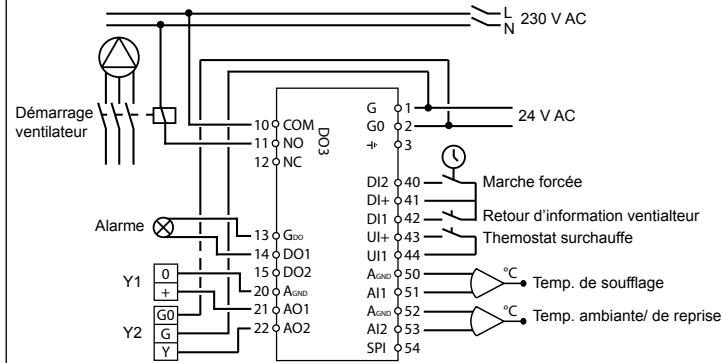 L
N
230 V AC
Démarrage
ventilateur
10 COM
11 NO
12 NC
DO3
G 1
G0 2
3
24 V AC
DI2 40
Marche forcée
DI+ 41
DI1 42
Retour d’information ventialteur
UI+ 43
Themostat surchauffe
UI1 44
Alarme
13 GDO
14 DO1
15 DO2
20 AGND
21 AO1
22 AO2
Y1
0
+
Y2
G0
G
Y
AGND 50
AI1 51
°C
Temp. de soufflage
AGND 52
AI2 53
°C
Temp. ambiante/ de reprise
SPI 54